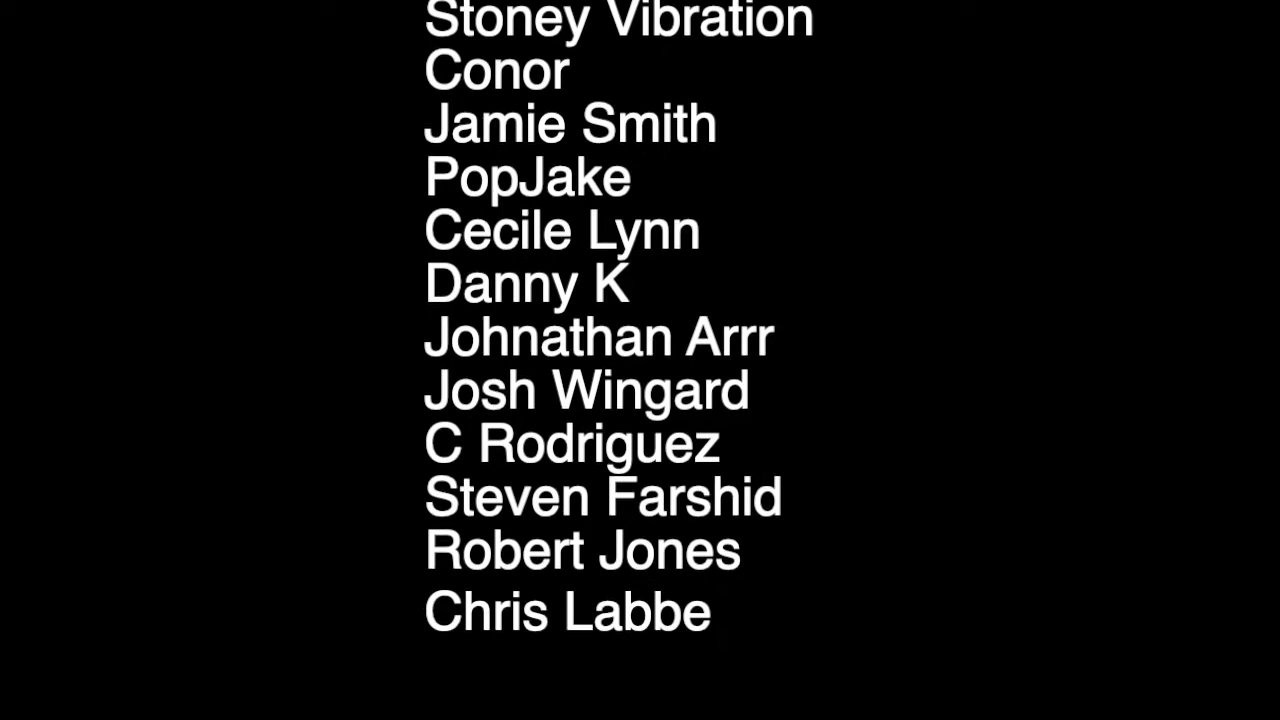 Stoney Vibration
Conor
Jamie Smith
PopJake
Cecile Lynn
Danny K
Johnathan Arrr
Josh Wingard
C Rodriguez
Steven Farshid
Robert Jones
Chris Labbe